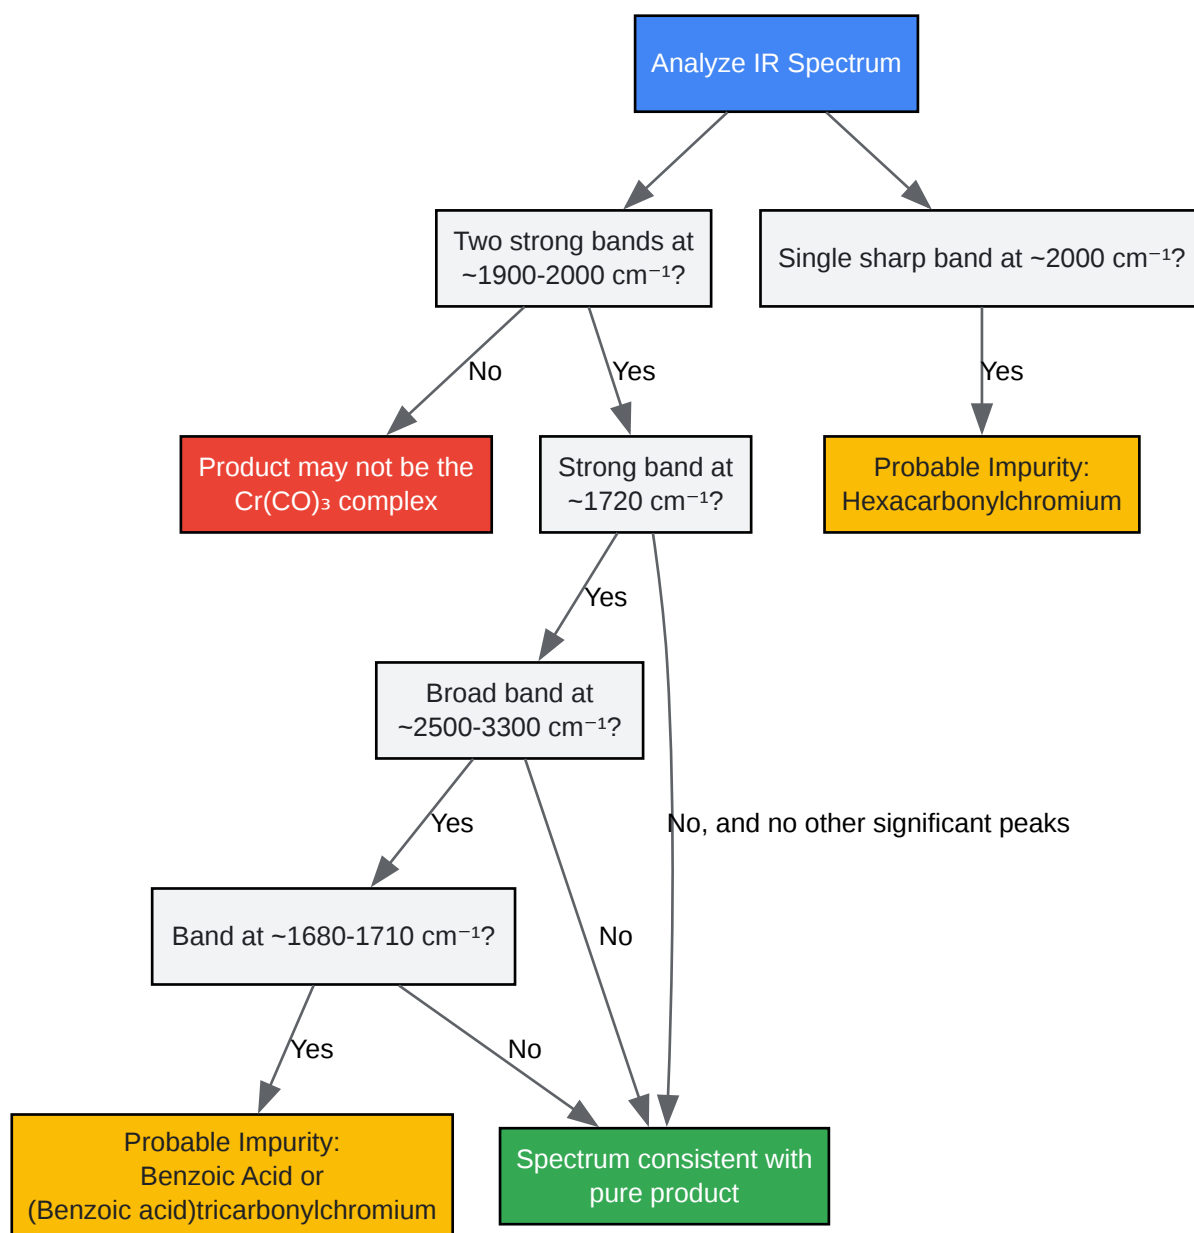 Analyze IR Spectrum
Two strong bands at
~1900-2000 cm⁻¹?
Single sharp band at ~2000 cm⁻¹?
No
Yes
Yes
Product may not be the
Cr(CO)₃ complex
Strong band at
~1720 cm⁻¹?
Probable Impurity:
Hexacarbonylchromium
Yes
Broad band at
~2500-3300 cm⁻¹?
Yes
No, and no other significant peaks
Band at ~1680-1710 cm⁻¹?
No
Yes
No
Probable Impurity:
Benzoic Acid or
(Benzoic acid)tricarbonylchromium
Spectrum consistent with
pure product